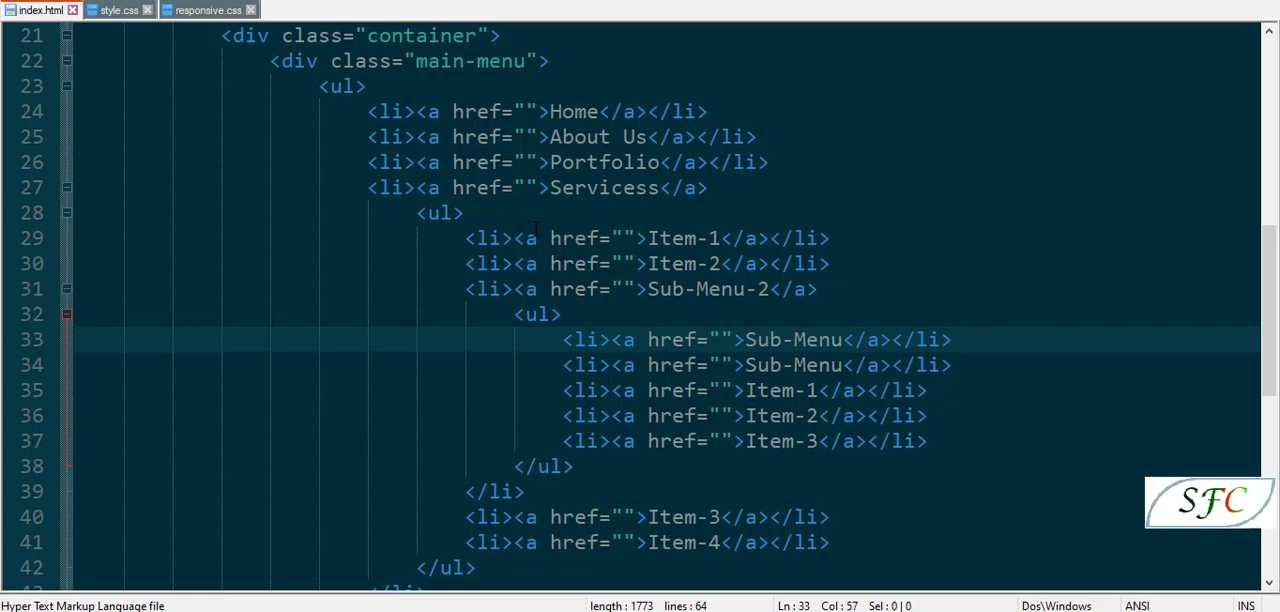 index.html style.css responsive.css
21 <div class="container">
22 <div class="main-menu">
23 <ul>
24 <li><a href="">Home</a></li>
25 <li><a href="">About Us</a></li>
26 <li><a href="">Portfolio</a></li>
27 <li><a href="">Servicess</a>
28 <ul>
29 <li><a href="">Item-1</a></li>
30 <li><a href="">Item-2</a></li>
31 <li><a href="">Sub-Menu-2</a>
32 <ul>
33 <li><a href="">Sub-Menu</a></li>
34 <li><a href="">Sub-Menu</a></li>
35 <li><a href="">Item-1</a></li>
36 <li><a href="">Item-2</a></li>
37 <li><a href="">Item-3</a></li>
38 </ul>
39 </li>
SFC
40 <li><a href="">Item-3</a></li>
41 <li><a href="">Item-4</a></li>
42 </ul>
Hyper Text Markup Language file length : 1773 lines : 64 Ln : 33 Col : 57 Sel : 0 | 0 Dos\Windows ANSI INS